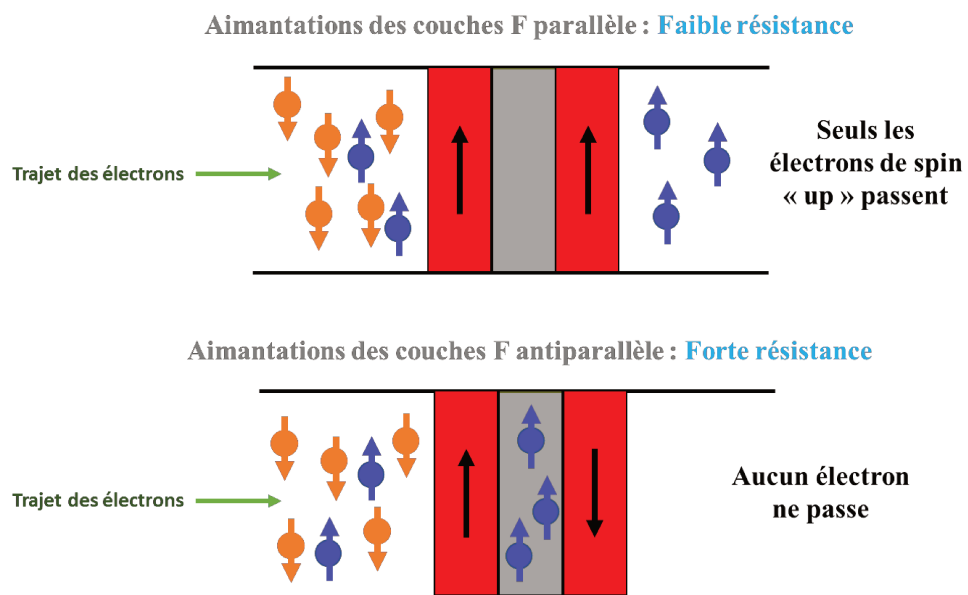 Aimantations des couches F parallèle : Faible résistance
Trajet des électrons
Seuls les
électrons de spin
« up » passent
Aimantations des couches F antiparallèle : Forte résistance
Trajet des électrons
Aucun électron
ne passe